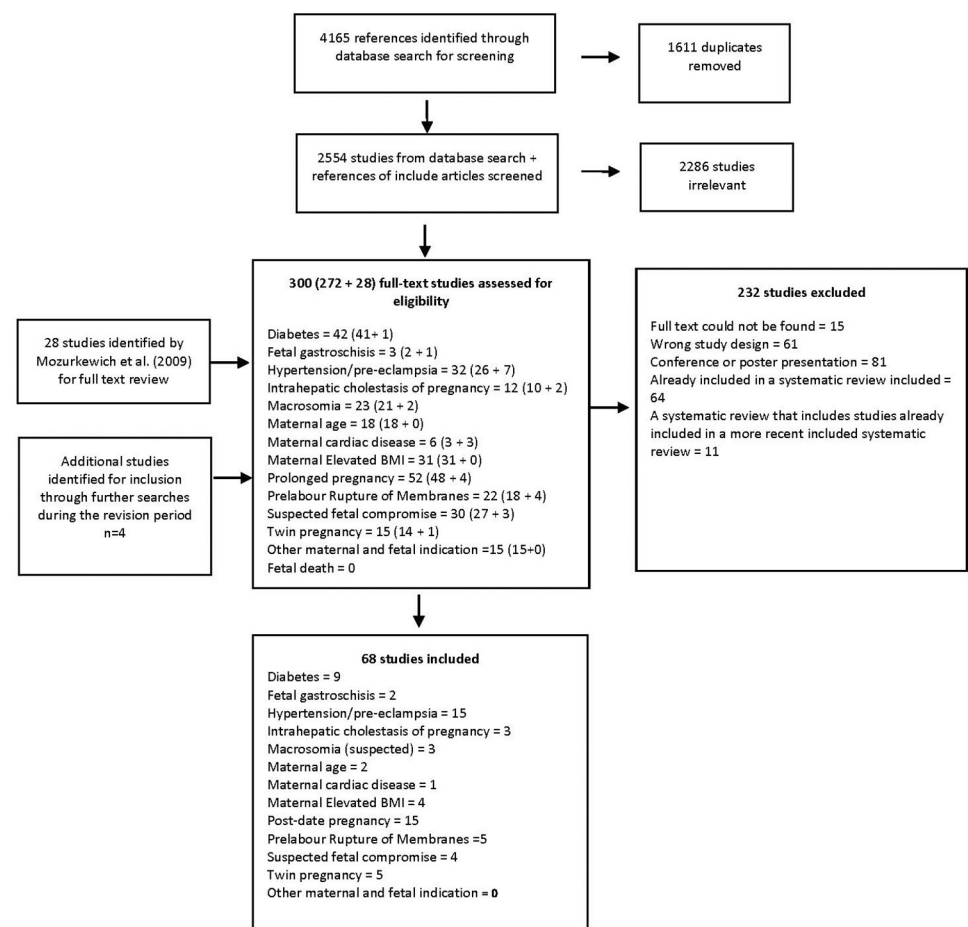 4165 references identified through
database search for screening
1611 duplicates
removed
2554 studies from database search +
references of include articles screened
2286 studies
irrelevant
28 studies identified by
Mozurkewich et al. (2009)
for full text review
Additional studies
identified for inclusion
through further searches
during the revision period
n=4
300 (272 + 28) full-text studies assessed for
eligibility
Diabetes = 42 (41+ 1)
Fetal gastroschisis = 3 (2 + 1)
Hypertension/pre-eclampsia = 32 (26 + 7)
Intrahepatic cholestasis of pregnancy = 12 (10 + 2)
Macrosomia = 23 (21 + 2)
Maternal age = 18 (18 + 0)
Maternal cardiac disease = 6 (3 + 3)
Maternal Elevated BMI = 31 (31 + 0)
Prolonged pregnancy = 52 (48 + 4)
Prelabour Rupture of Membranes = 22 (18 + 4)
Suspected fetal compromise = 30 (27 + 3)
Twin pregnancy = 15 (14 + 1)
Other maternal and fetal indication =15 (15+0)
Fetal death = 0
232 studies excluded
Full text could not be found = 15
Wrong study design = 61
Conference or poster presentation = 81
Already included in a systematic review included =
64
A systematic review that includes studies already
included in a more recent included systematic
review = 11
68 studies included
Diabetes = 9
Fetal gastroschisis = 2
Hypertension/pre-eclampsia = 15
Intrahepatic cholestasis of pregnancy = 3
Macrosomia (suspected) = 3
Maternal age = 2
Maternal cardiac disease = 1
Maternal Elevated BMI = 4
Post-date pregnancy = 15
Prelabour Rupture of Membranes =5
Suspected fetal compromise = 4
Twin pregnancy = 5
Other maternal and fetal indication = 0